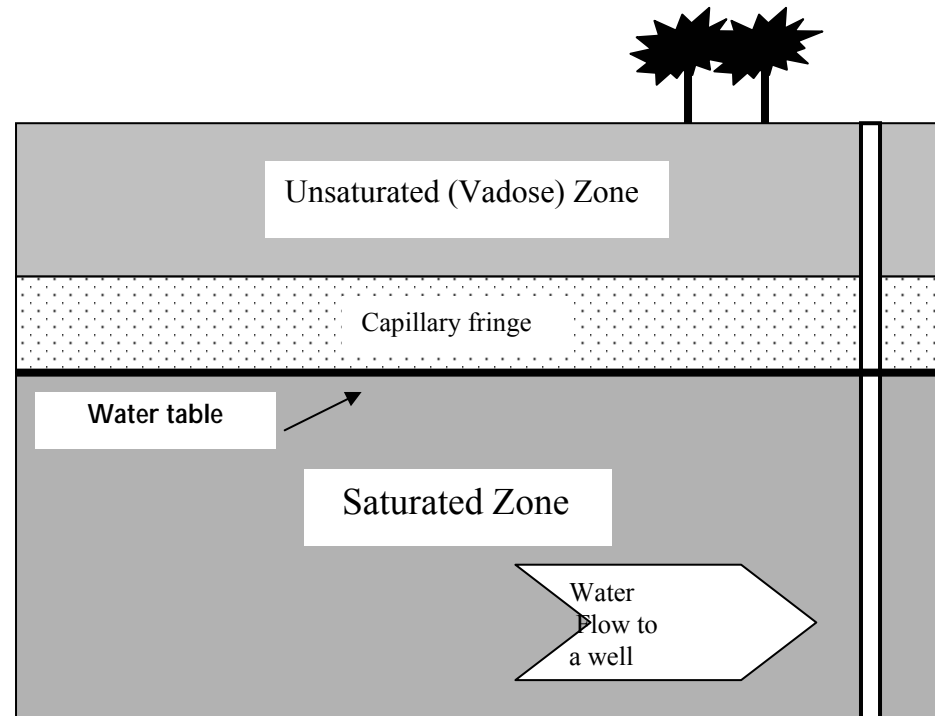 Unsaturated (Vadose) Zone
Capillary fringe
Water table
Saturated Zone
Water
Flow to
a well